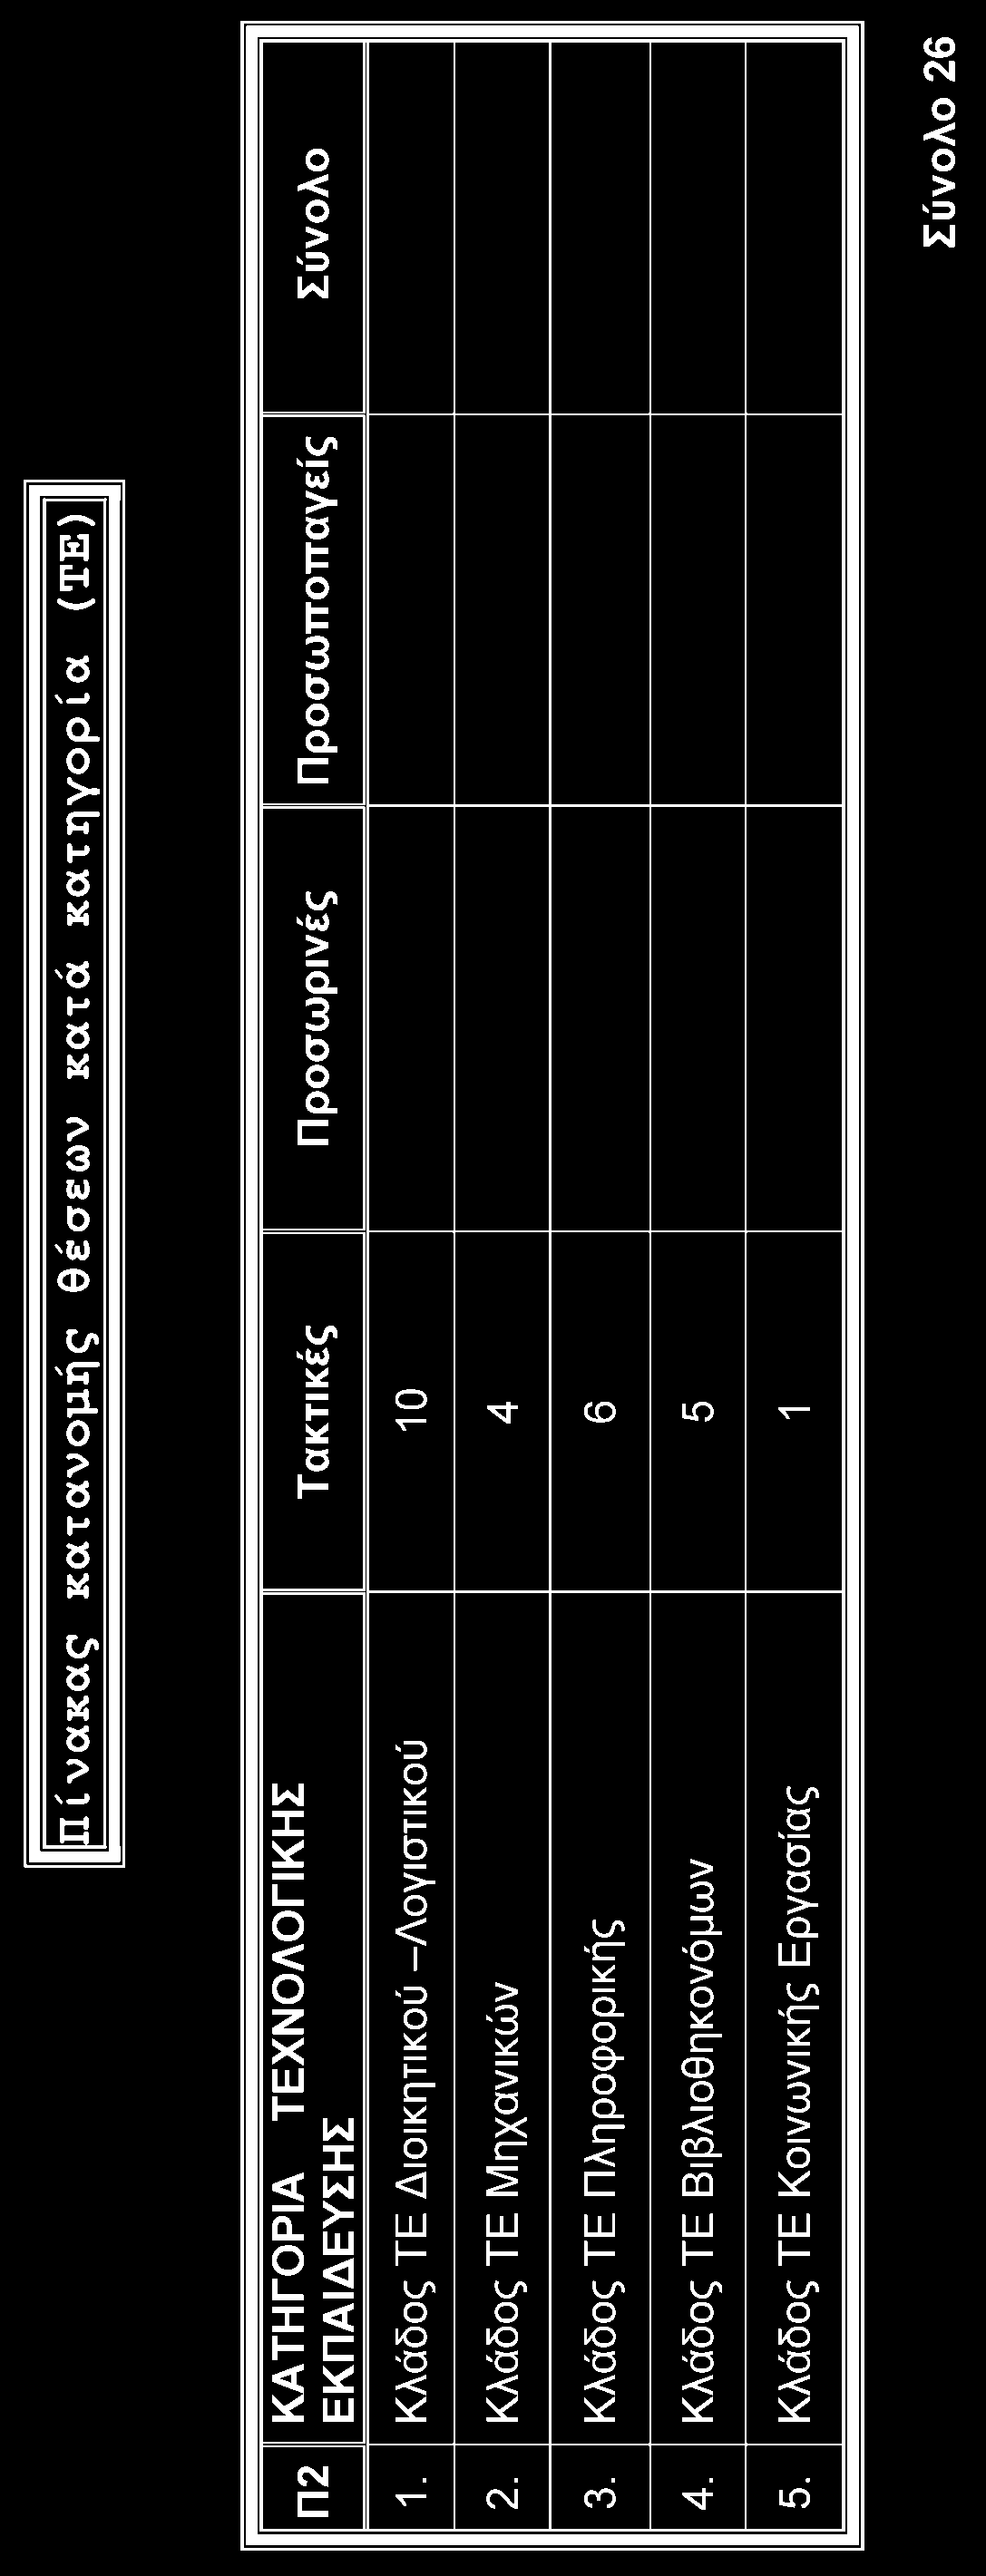 Πίνακας κατανομής θέσεων κατά κατηγορία (ΤΕ)
Π2 ΚΑΤΗΓΟΡΙΑ ΤΕΧΝΟΛΟΓΙΚΗΣ ΕΚΠΑΙΔΕΥΣΗΣ Τακτικές Προσωρινές Προσωποπαγείς Σύνολο
1. Κλάδος ΤΕ Διοικητικού –Λογιστικού 10
2. Κλάδος ΤΕ Μηχανικών 4
3. Κλάδος ΤΕ Πληροφορικής 6
4. Κλάδος ΤΕ Βιβλιοθηκονόμων 5
5. Κλάδος ΤΕ Κοινωνικής Εργασίας 1
Σύνολο 26